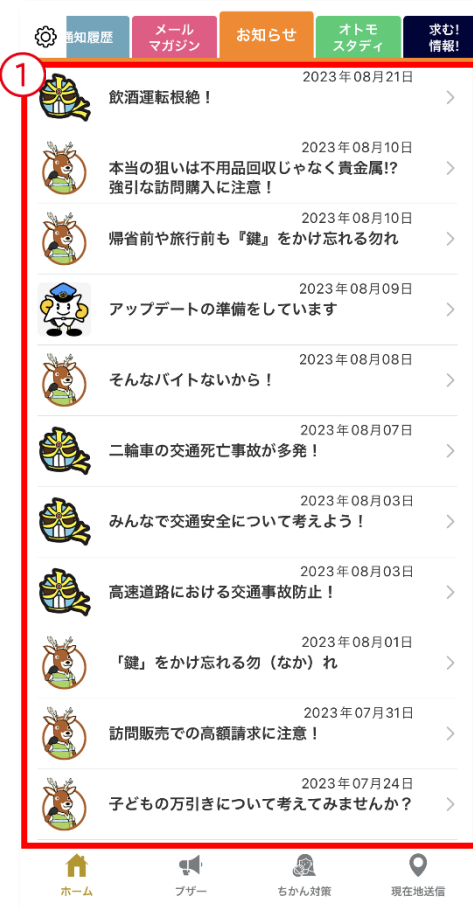 通知履歴
メール
マガジン
お知らせ
オトモ
スタディ
求む!
情報!
1
2023年08月21日
飲酒運転根絶！
2023年08月10日
本当の狙いは不用品回収じゃなく貴金属!?
強引な訪問購入に注意！
2023年08月10日
帰省前や旅行前も『鍵』をかけ忘れる勿れ
2023年08月09日
アップデートの準備をしています
2023年08月08日
そんなバイトないから！
2023年08月07日
二輪車の交通死亡事故が多発！
2023年08月03日
みんなで交通安全について考えよう！
2023年08月03日
高速道路における交通事故防止！
2023年08月01日
「鍵」をかけ忘れる勿（なか）れ
2023年07月31日
訪問販売での高額請求に注意！
2023年07月24日
子どもの万引きについて考えてみませんか？
ホーム
ブザー
ちかん対策
現在地送信